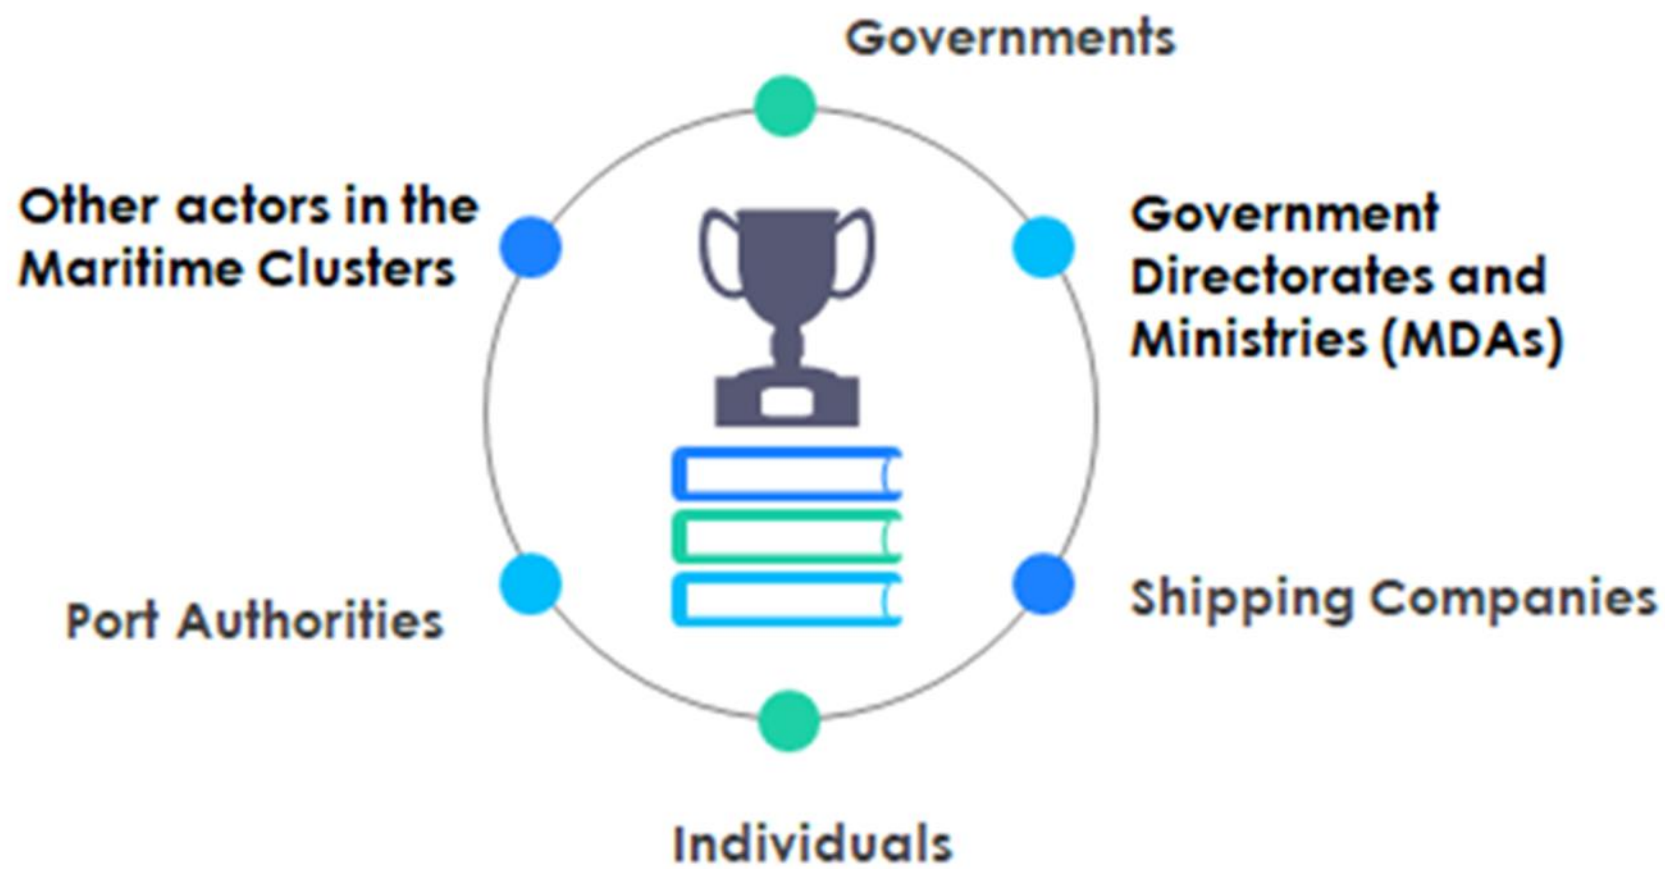 Governments
Other actors in the
Maritime Clusters
Government
Directorates and
Ministries (MDAs)
Port Authorities
Shipping Companies
Individuals